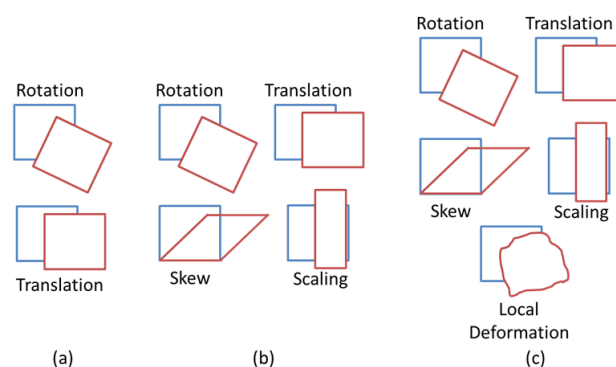 Rotation
Translation
(a)
Rotation
Translation
Skew
Scaling
(b)
Rotation
Translation
Skew
Scaling
Local
Deformation
(c)